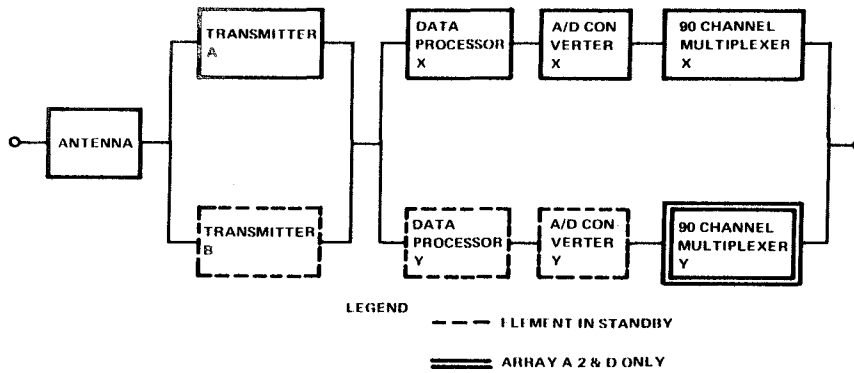 TRANSMITTER
A
DATA
PROCESSOR
X
A/D CON
VERTER
X
90 CHANNEL
MULTIPLEXER
X
ANTENNA
TRANSMITTER
B
DATA
PROCESSOR
Y
A/D CON
VERTER
Y
90 CHANNEL
MULTIPLEXER
Y
LEGEND
ELEMENT IN STANDBY
ARRAY A 2 & D ONLY